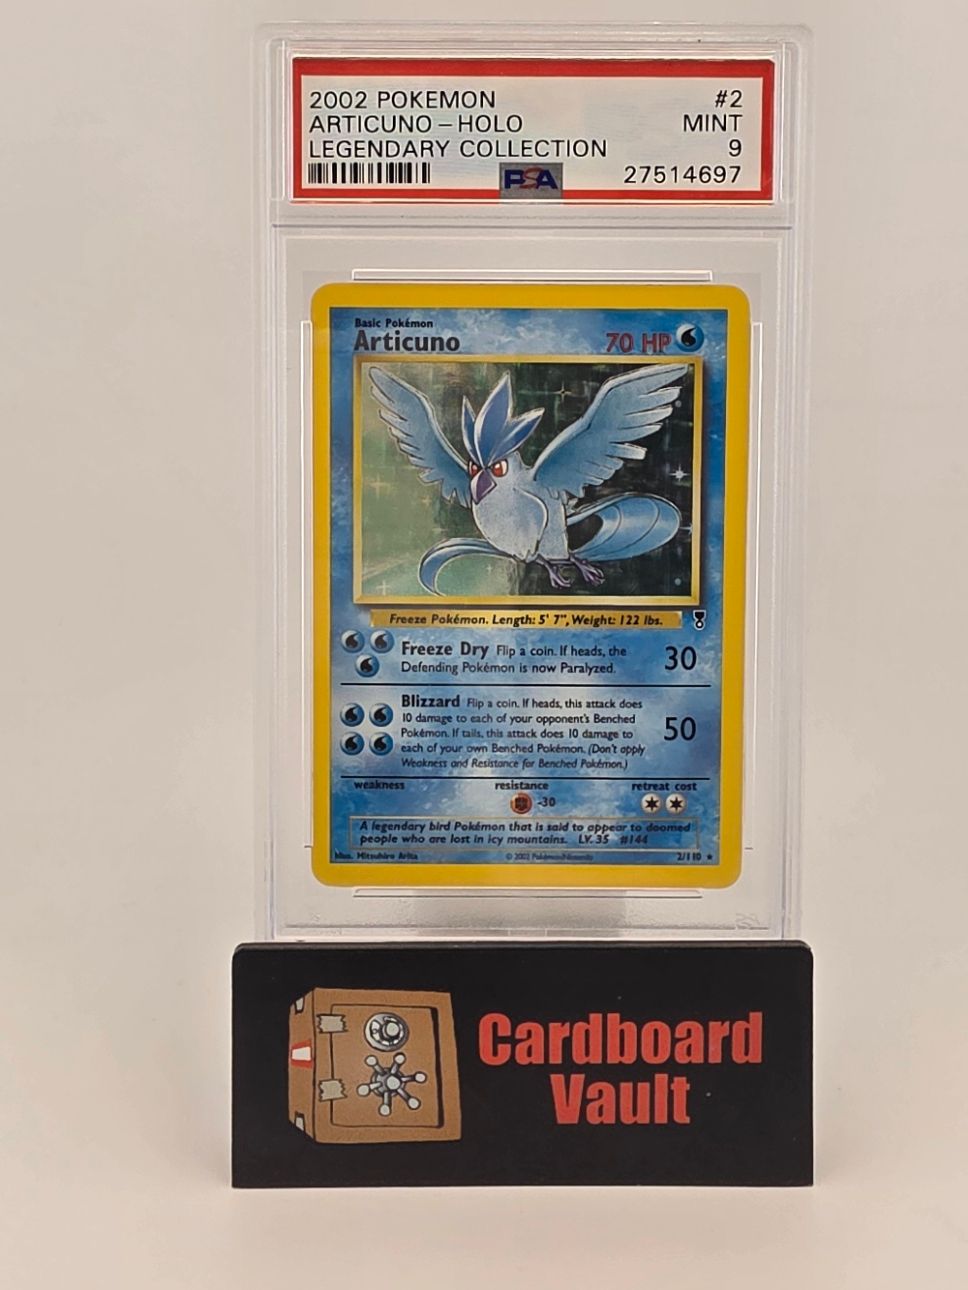 2002 POKEMON #2
ARTICUNO – HOLO MINT
LEGENDARY COLLECTION 9
PSA 27514697
Basic Pokémon
Articuno 70 HP
Freeze Pokémon. Length: 5' 7", Weight: 122 lbs.
Freeze Dry Flip a coin. If heads, the
Defending Pokémon is now Paralyzed.
30
Blizzard Flip a coin. If heads, this attack does
10 damage to each of your opponent's Benched
Pokémon. If tails, this attack does 10 damage to
each of your own Benched Pokémon. (Don't apply
Weakness and Resistance for Benched Pokémon.)
50
weakness resistance retreat cost
-30
A legendary bird Pokémon that is said to appear to doomed
people who are lost in icy mountains. LV. 35 #144
Illus. Mitsuhiro Arita © 2002 Pokémon/Nintendo 2/110 ★
Cardboard
Vault